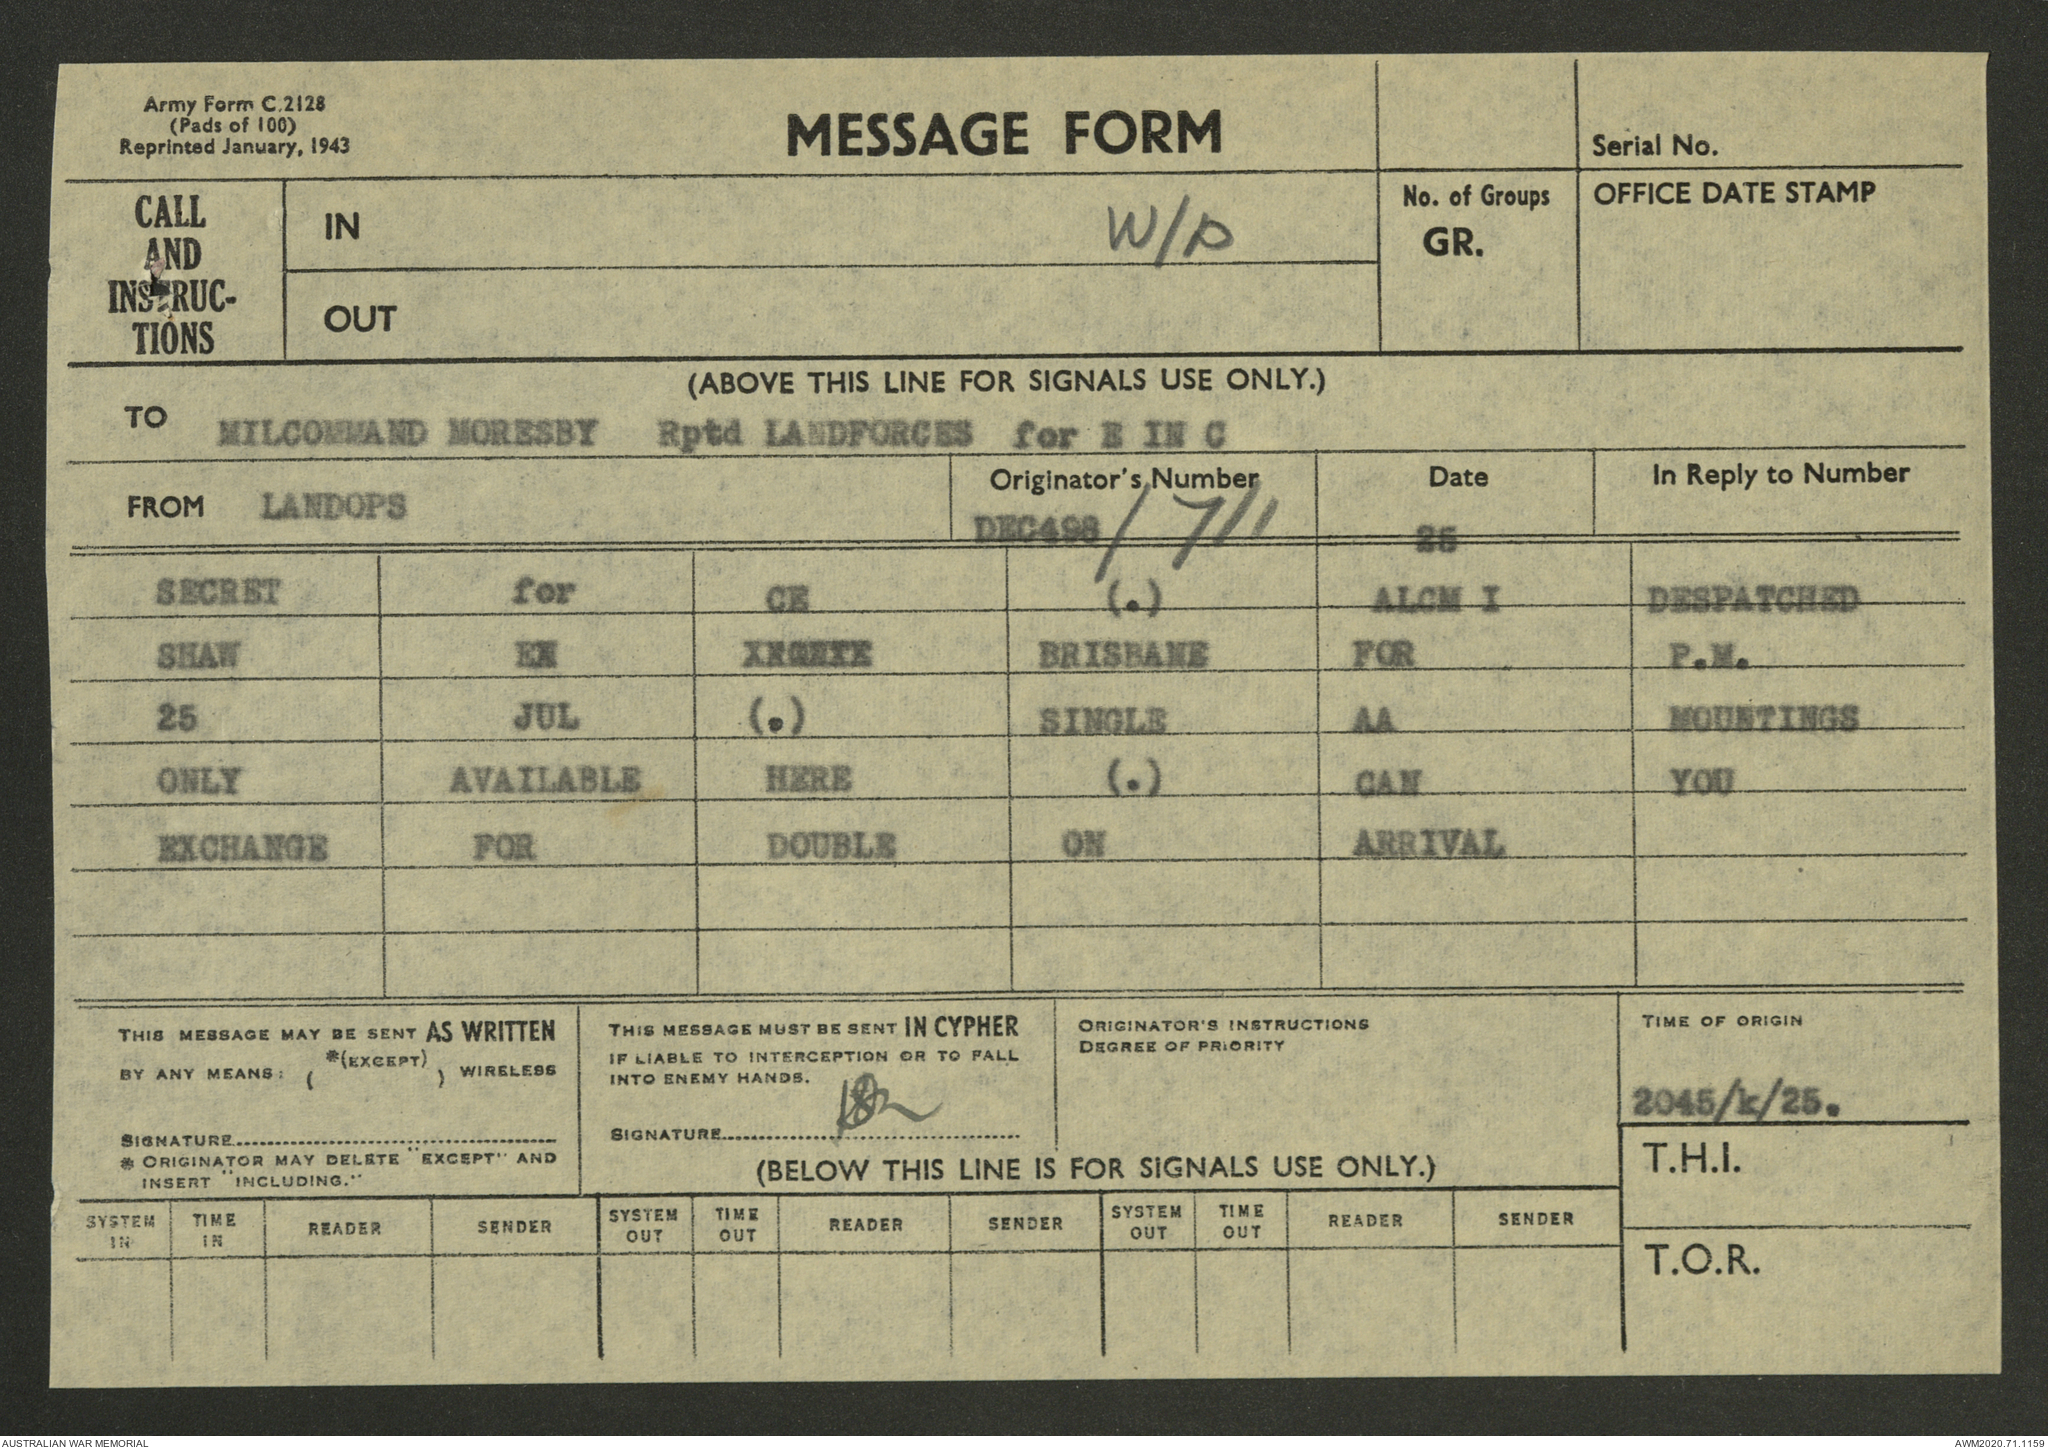 Army Form C.2128
(Pads of 100)
Reprinted January, 1943
MESSAGE FORM
Serial No.
CALL
AND
INSTRUC-
TIONS
IN
W/D
No. of Groups
GR.
OFFICE DATE STAMP
OUT
(ABOVE THIS LINE FOR SIGNALS USE ONLY.)
TO MILCOMMAND MORESBY Rptd LANDFORCES for E IN C
FROM LANDOPS
Originator's Number
DEC498/711
Date
25
In Reply to Number
SECRET for CE (.) ALCM I DESPATCHED
SHAW EX BRISBANE FOR P.M.
25 JUL (.) SINGLE AA MOUNTINGS
ONLY AVAILABLE HERE (.) CAN YOU
EXCHANGE FOR DOUBLE ON ARRIVAL
THIS MESSAGE MAY BE SENT AS WRITTEN
BY ANY MEANS: ( *(EXCEPT) ) WIRELESS
SIGNATURE
* ORIGINATOR MAY DELETE "EXCEPT" AND
INSERT "INCLUDING."
THIS MESSAGE MUST BE SENT IN CYPHER
IF LIABLE TO INTERCEPTION OR TO FALL
INTO ENEMY HANDS.
SIGNATURE
ORIGINATOR'S INSTRUCTIONS
DEGREE OF PRIORITY
TIME OF ORIGIN
2045/k/25.
(BELOW THIS LINE IS FOR SIGNALS USE ONLY.)
T.H.I.
SYSTEM IN TIME IN READER SENDER SYSTEM OUT TIME OUT READER SENDER SYSTEM OUT TIME OUT READER SENDER
T.O.R.
AUSTRALIAN WAR MEMORIAL
AWM2020.71.1159